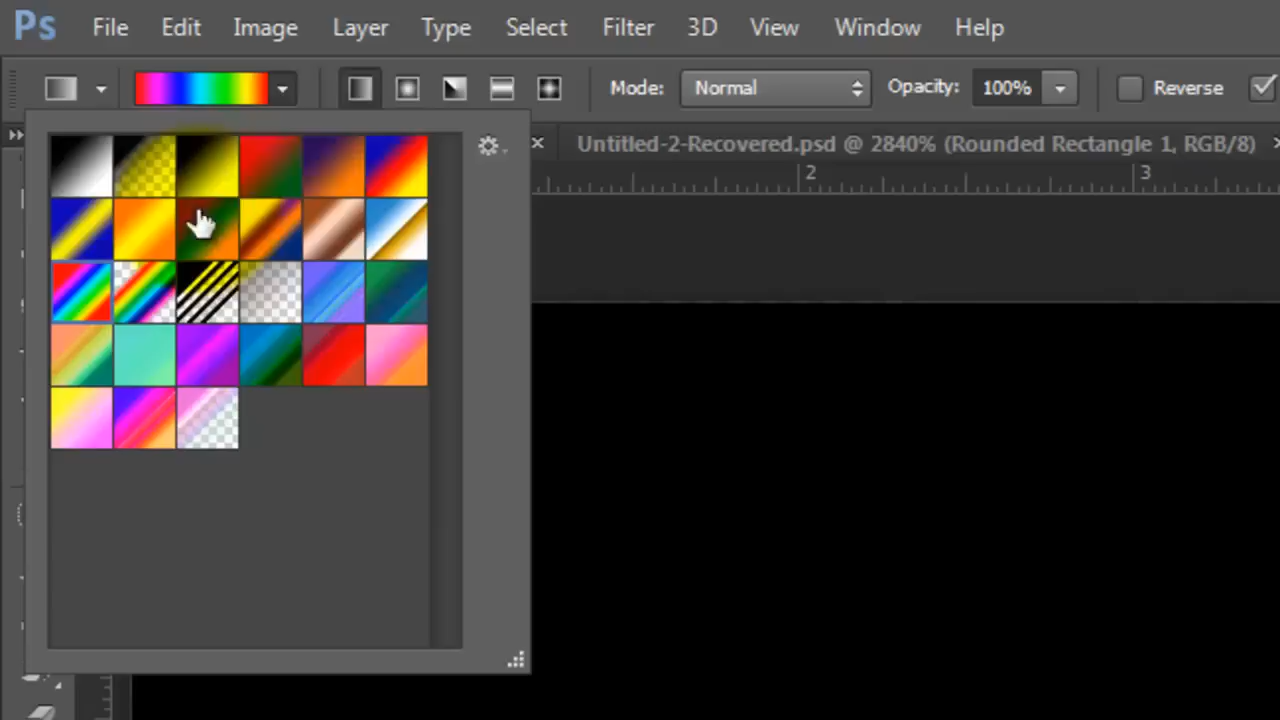 Ps File Edit Image Layer Type Select Filter 3D View Window Help
Mode: Normal Opacity: 100% Reverse
Untitled-2-Recovered.psd @ 2840% (Rounded Rectangle 1, RGB/8)
2 3